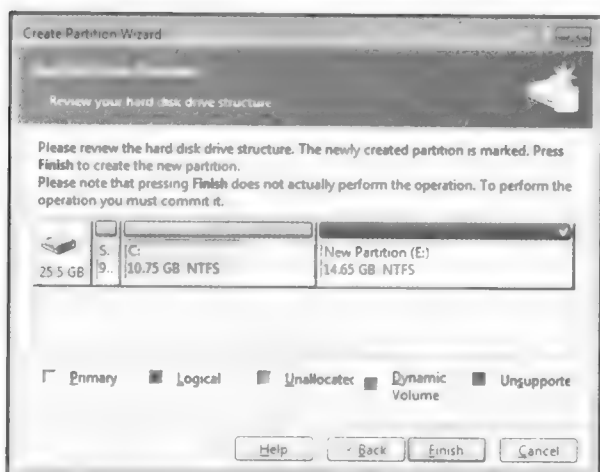 Create Partition Wizard
Review your hard disk drive structure
Please review the hard disk drive structure. The newly created partition is marked. Press
Finish to create the new partition.
Please note that pressing Finish does not actually perform the operation. To perform the
operation you must commit it.
25.5 GB
S.
9..
C:
10.75 GB NTFS
New Partition (E:)
14.65 GB NTFS
Primary
Logical
Unallocatec
Dynamic
Volume
Unsupporte
Help
Back
Finish
Cancel